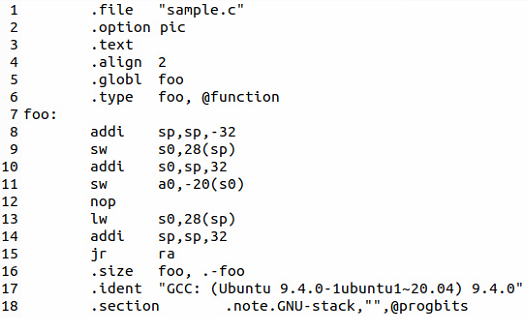 1 .file "sample.c"
2 .option pic
3 .text
4 .align 2
5 .globl foo
6 .type foo, @function
7 foo:
8 addi sp,sp,-32
9 sw s0,28(sp)
10 addi s0,sp,32
11 sw a0,-20(s0)
12 nop
13 lw s0,28(sp)
14 addi sp,sp,32
15 jr ra
16 .size foo, .-foo
17 .ident "GCC: (Ubuntu 9.4.0-1ubuntu1~20.04) 9.4.0"
18 .section .note.GNU-stack,"",@progbits